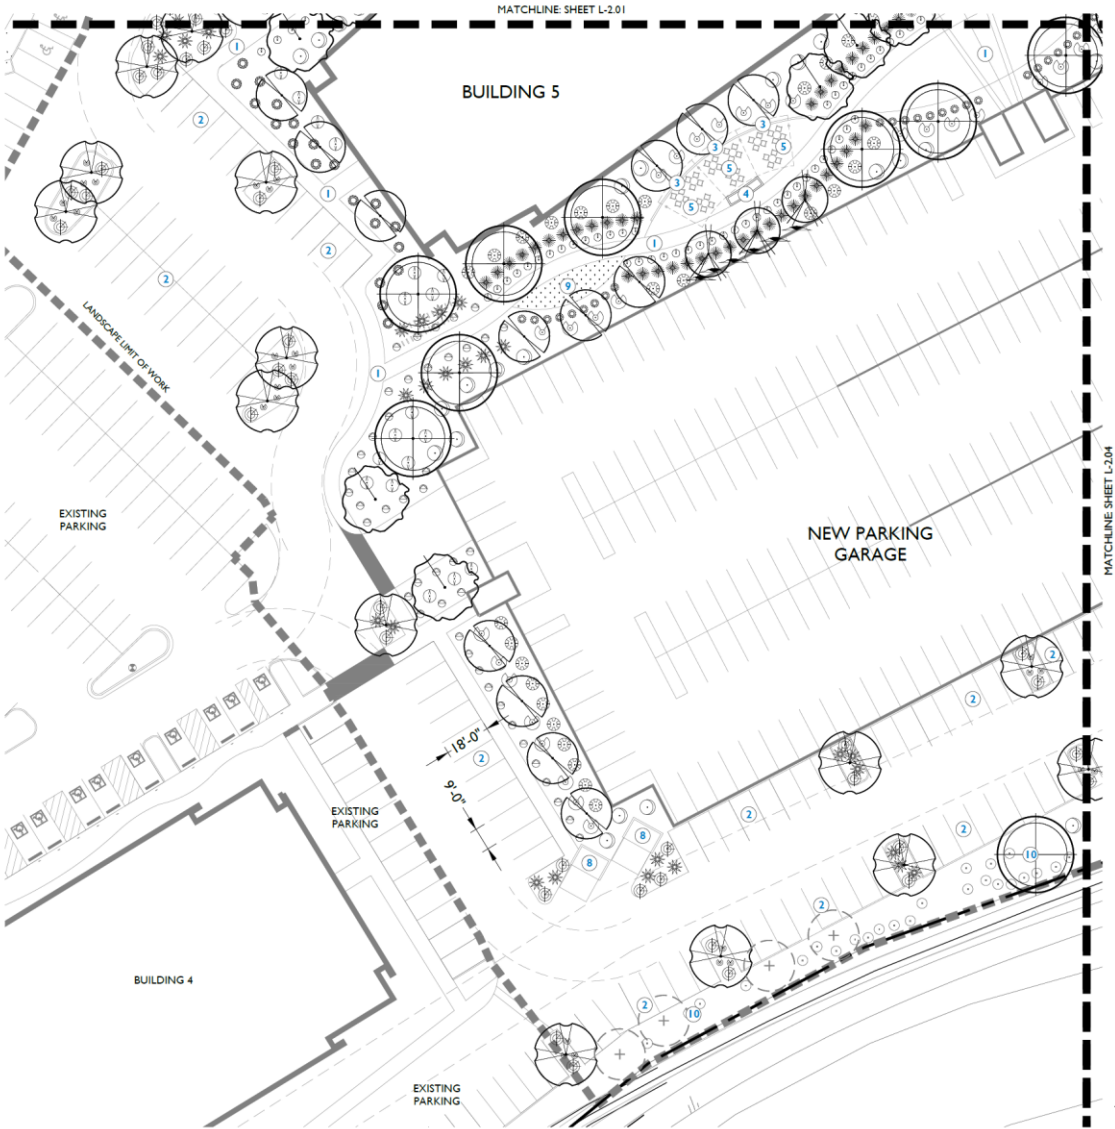 MATCHLINE: SHEET L-2.01
1
1
BUILDING 5
2
3
3
5
5
3
4
1
5
2
1
2
9
LANDSCAPE LIMIT OF WORK
1
MATCHLINE: SHEET L-2.04
EXISTING
PARKING
NEW PARKING
GARAGE
2
2
18'-0"
2
9'-0"
EXISTING
PARKING
2
2
8
8
10
2
BUILDING 4
2
10
EXISTING
PARKING